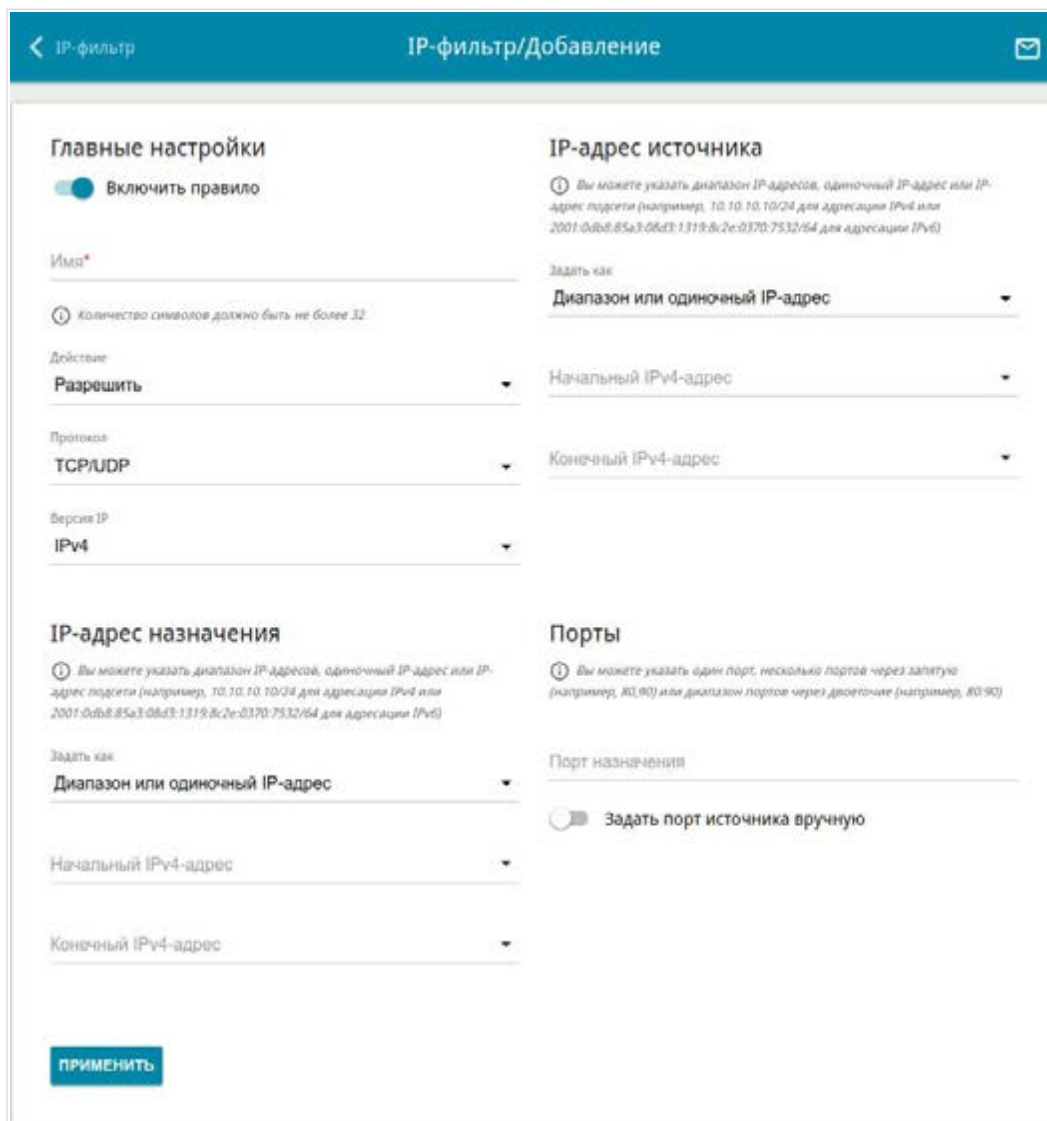 IP-фильтр
IP-фильтр/Добавление
Главные настройки
Включить правило
Имя*
Количество символов должно быть не более 32
Действие
Разрешить
Протокол
TCP/UDP
Версия IP
IPv4
IP-адрес источника
Вы можете указать диапазон IP-адресов, одиночный IP-адрес или IP-
адрес подсети (например, 10.10.10.10/24 для адресации IPv4 или
2001:0db8:85a3:08d3:1319:8c2e:0370:7532/64 для адресации IPv6)
Задать как
Диапазон или одиночный IP-адрес
Начальный IPv4-адрес
Конечный IPv4-адрес
IP-адрес назначения
Вы можете указать диапазон IP-адресов, одиночный IP-адрес или IP-
адрес подсети (например, 10.10.10.10/24 для адресации IPv4 или
2001:0db8:85a3:08d3:1319:8c2e:0370:7532/64 для адресации IPv6)
Задать как
Диапазон или одиночный IP-адрес
Начальный IPv4-адрес
Конечный IPv4-адрес
Порты
Вы можете указать один порт, несколько портов через запятую
(например, 80,90) или диапазон портов через двоеточие (например, 80:90)
Порт назначения
Задать порт источника вручную
ПРИМЕНИТЬ